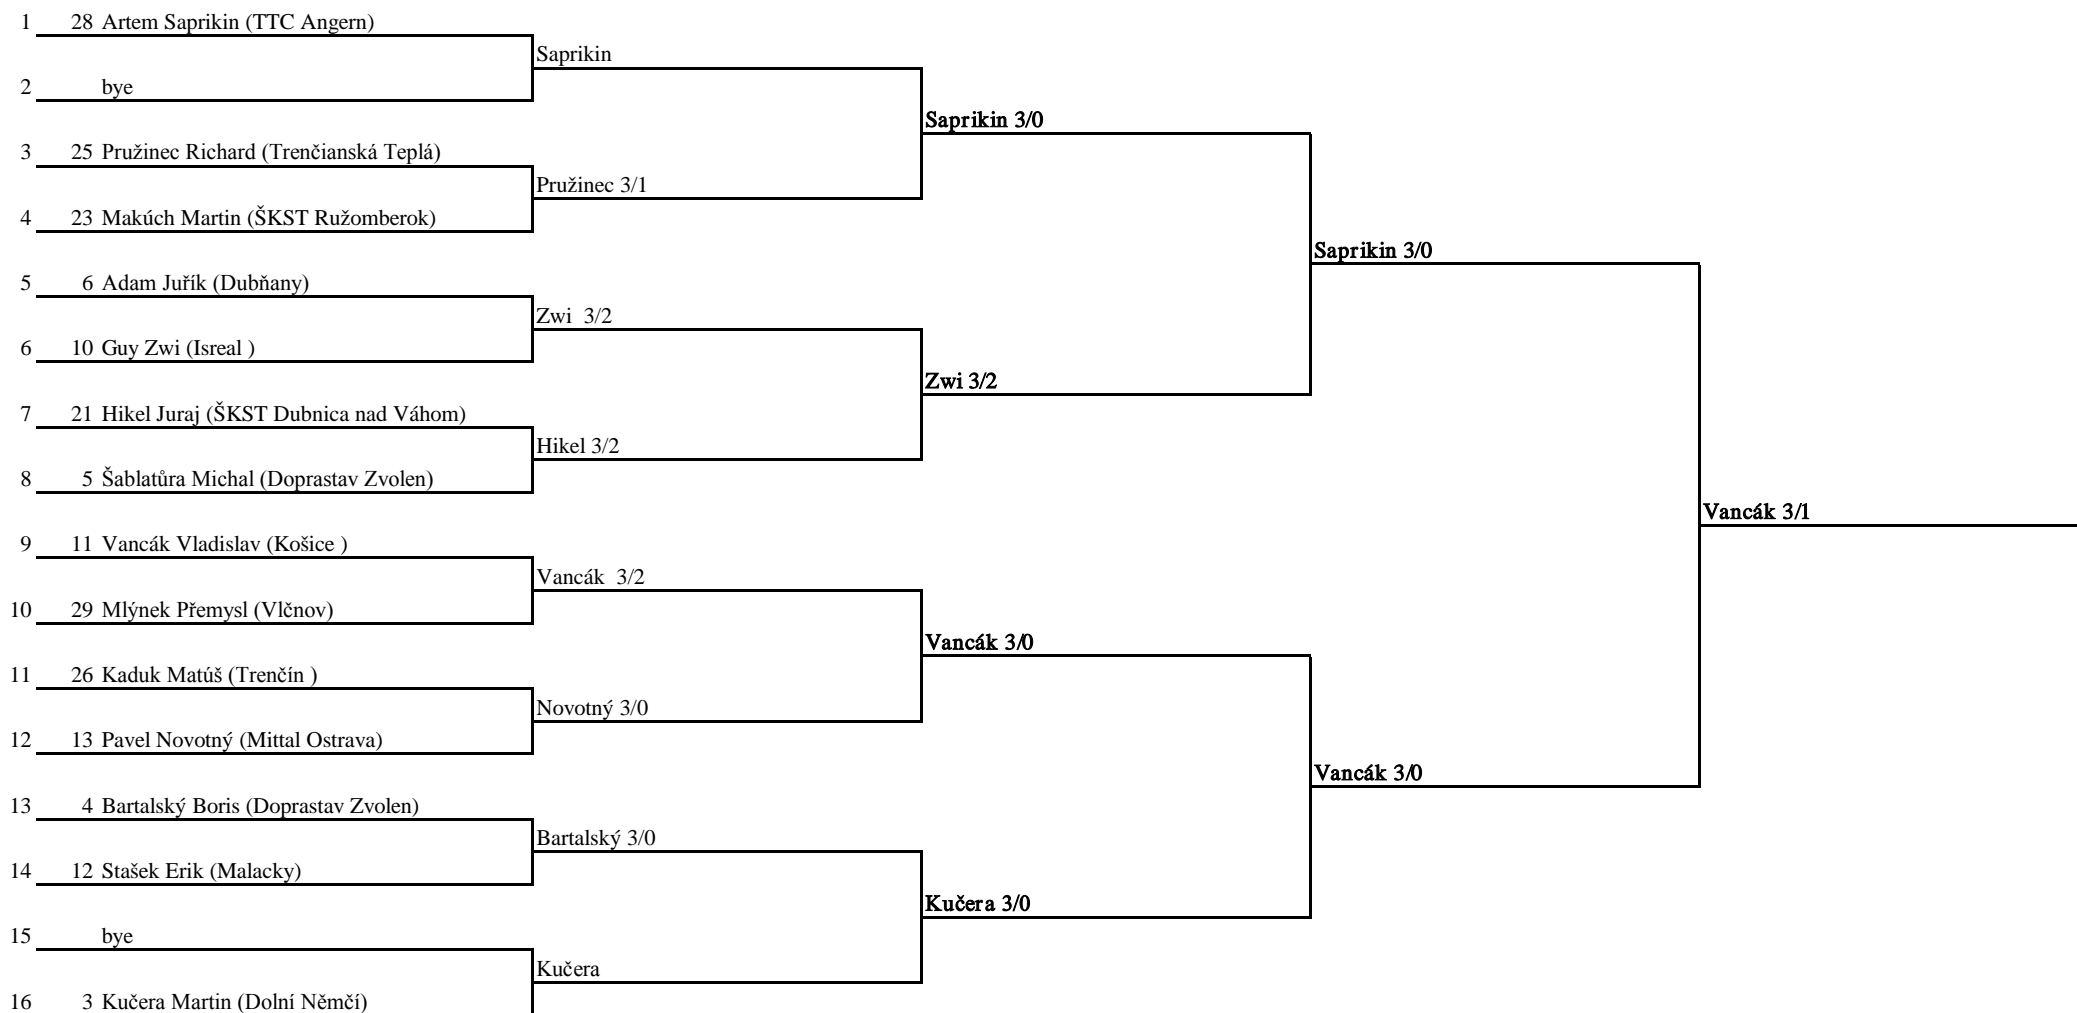 1 28 Artem Saprikin (TTC Angern)
Saprikin
2 bye
Saprikin 3/0
3 25 Pružinec Richard (Trenčianská Teplá)
Pružinec 3/1
4 23 Makúch Martin (ŠKST Ružomberok)
Saprikin 3/0
5 6 Adam Juřík (Dubňany)
Zwi 3/2
6 10 Guy Zwi (Isreal )
Zwi 3/2
7 21 Hikel Juraj (ŠKST Dubnica nad Váhom)
Hikel 3/2
8 5 Šablatůra Michal (Doprastav Zvolen)
Vancák 3/1
9 11 Vancák Vladislav (Košice )
Vancák 3/2
10 29 Mlýnek Přemysl (Vlčnov)
Vancák 3/0
11 26 Kaduk Matúš (Trenčín )
Novotný 3/0
12 13 Pavel Novotný (Mittal Ostrava)
Vancák 3/0
13 4 Bartalský Boris (Doprastav Zvolen)
Bartalský 3/0
14 12 Stašek Erik (Malacky)
Kučera 3/0
15 bye
Kučera
16 3 Kučera Martin (Dolní Němčí)